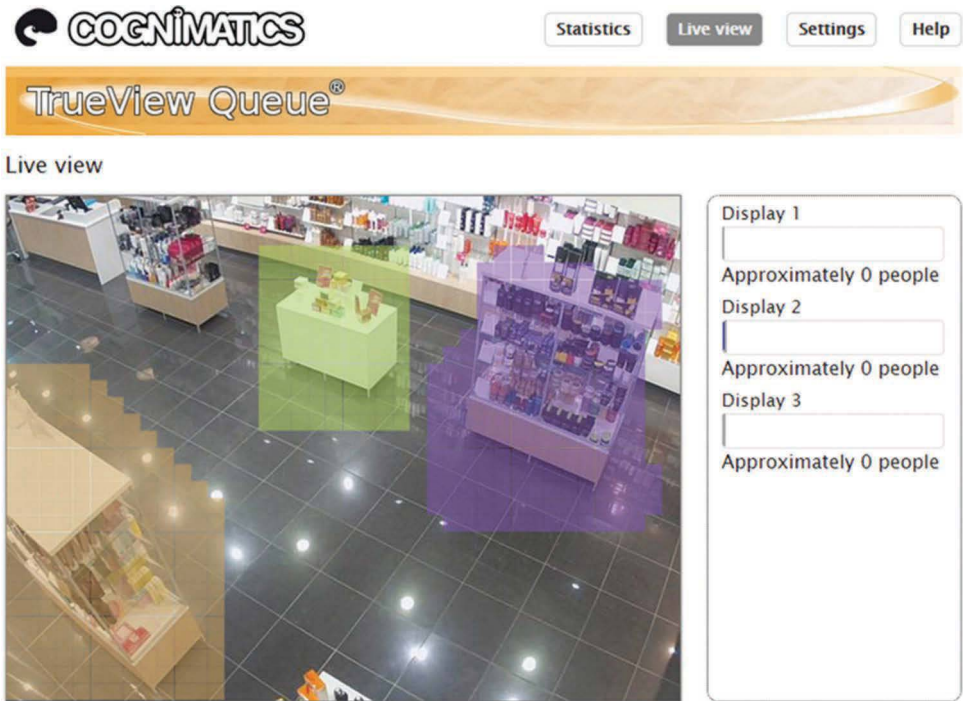 COGNIMATICS
Statistics
Live view
Settings
Help
TrueView Queue®
Live view
Display 1
Approximately 0 people
Display 2
Approximately 0 people
Display 3
Approximately 0 people